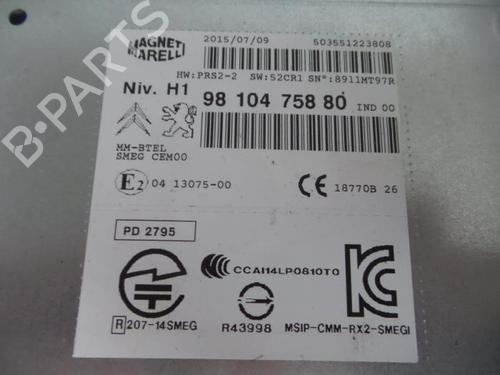 MAGNETI MARELLI
2015/07/09 503551223808
HW:PRS2-2 SW:52CR1 SN°:8911MT97R
Niv. H1
98 104 758 80 IND 00
MM-BTEL
SMEG CEM00
E2 04 13075-00
CE 18770B 26
PD 2795
CCAI14LP0810T0
R 207-14SMEG
R43998
MSIP-CMM-RX2-SMEGI
B-Parts